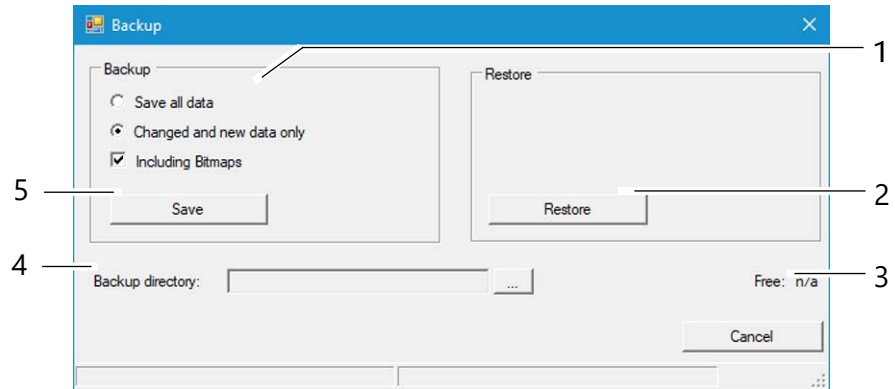 Backup
1
Backup
Restore
Save all data
Changed and new data only
Including Bitmaps
5
Save
Restore
2
4
Backup directory:
...
Free: n/a
3
Cancel